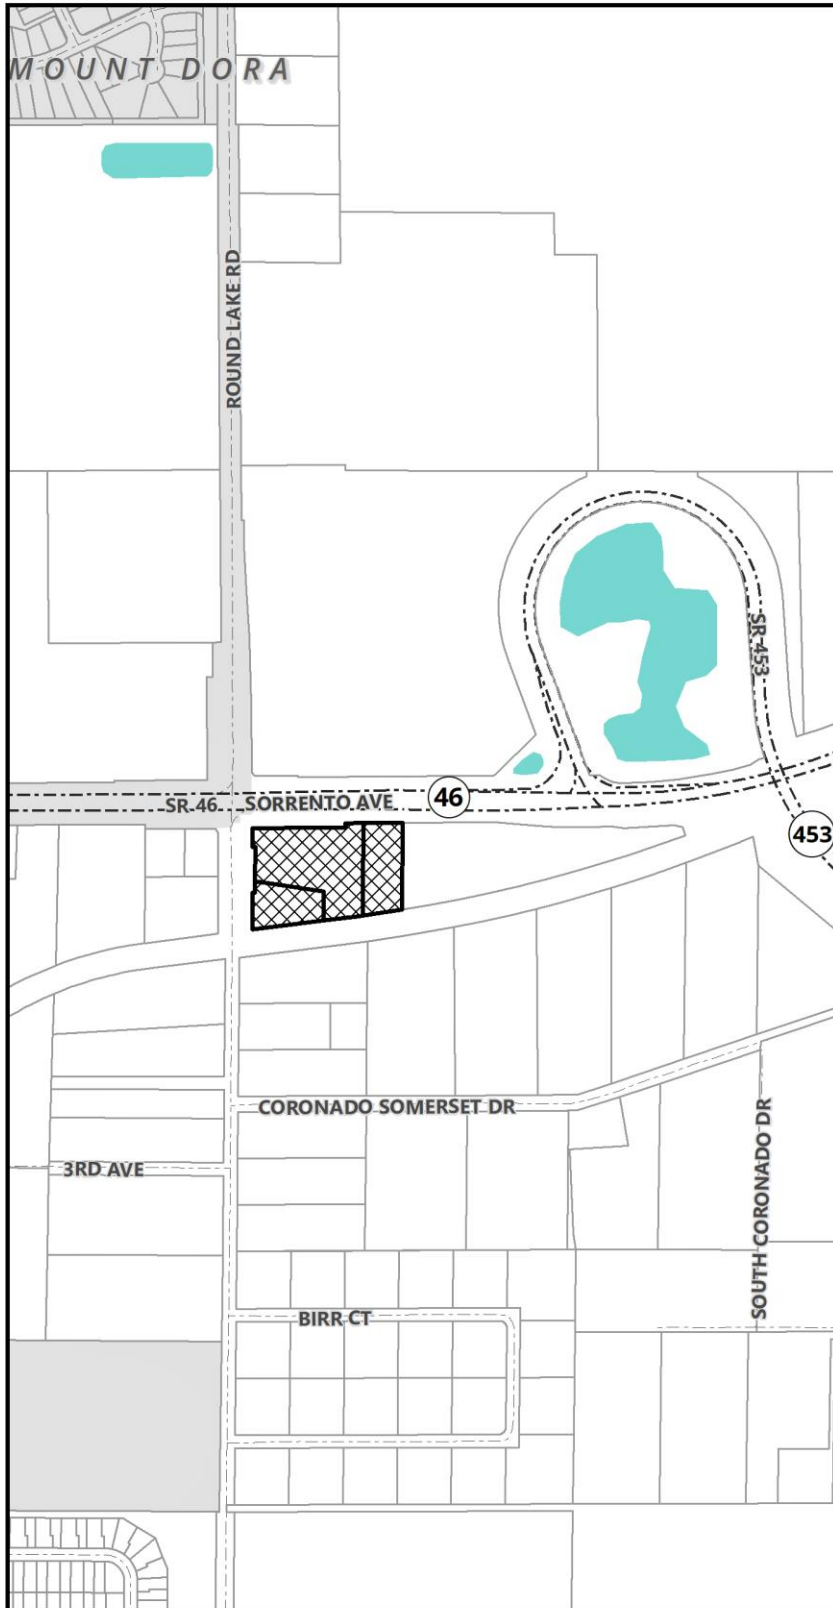 MOUNT DORA
ROUND LAKE RD
SR 453
SR 46 SORRENTO AVE
46
453
CORONADO SOMERSET DR
3RD AVE
SOUTH CORONADO DR
BIRR CT